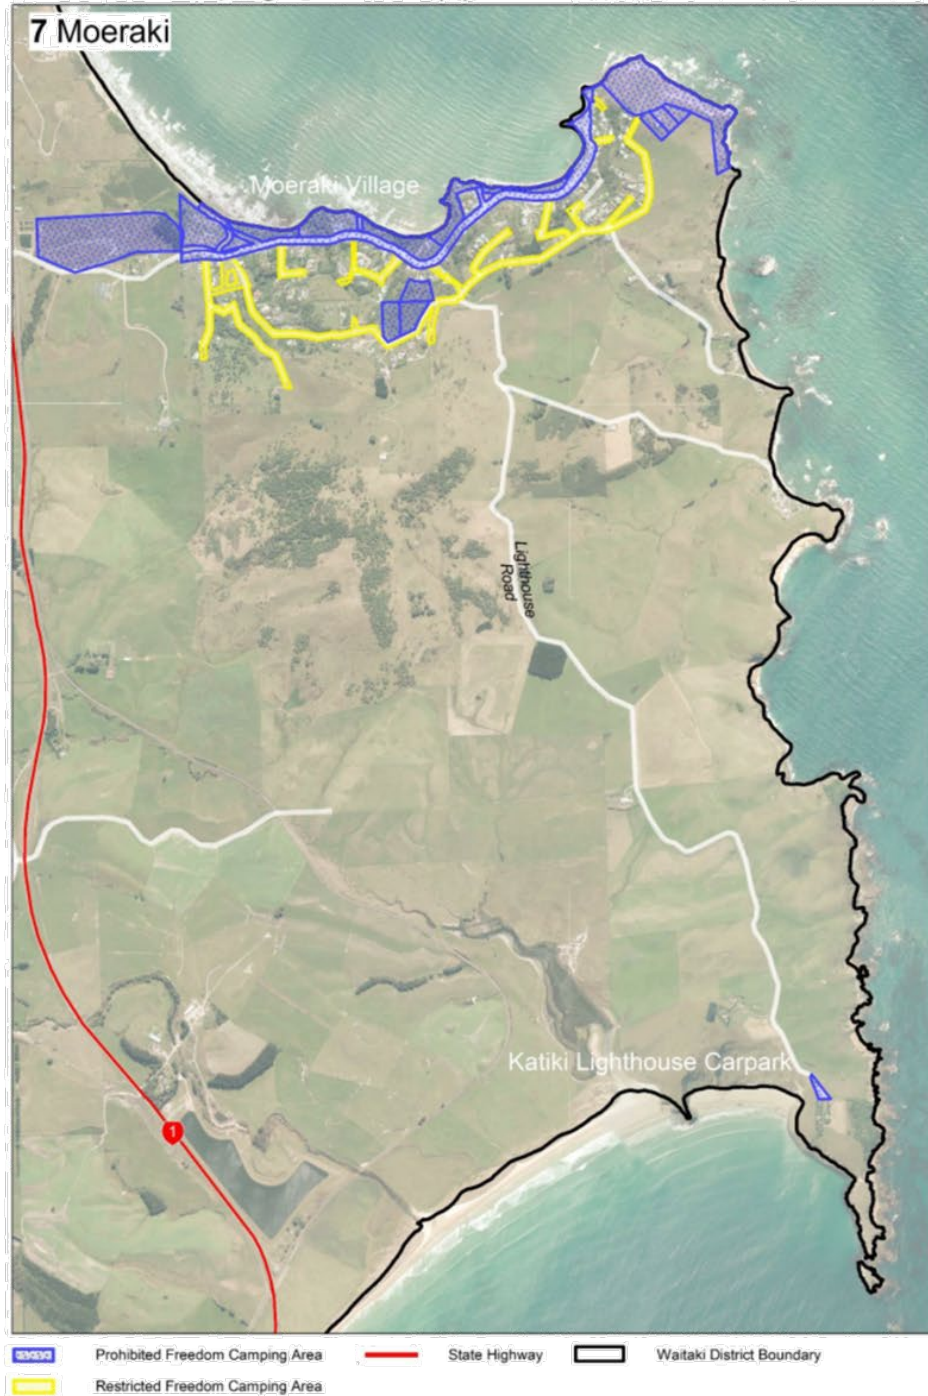 7 Moeraki
Moeraki Village
Lighthouse
Road
Katiki Lighthouse Carpark
1
Prohibited Freedom Camping Area
State Highway
Waitaki District Boundary
Restricted Freedom Camping Area